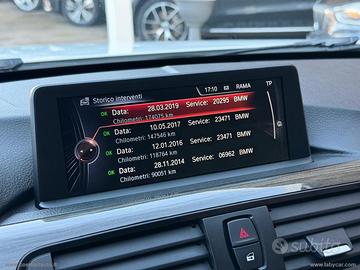 17:10 RAMA
Storico interventi TP
OK Data: 28.03.2019 Service: 20295 BMW
Chilometri: 174075 km
OK Data: 10.05.2017 Service: 23471 BMW
Chilometri: 147546 km
OK Data: 12.01.2016 Service: 23471 BMW
Chilometri: 118764 km
OK Data: 28.11.2014 Service: 06962 BMW
Chilometri: 90051 km
subito
www.labycar.com